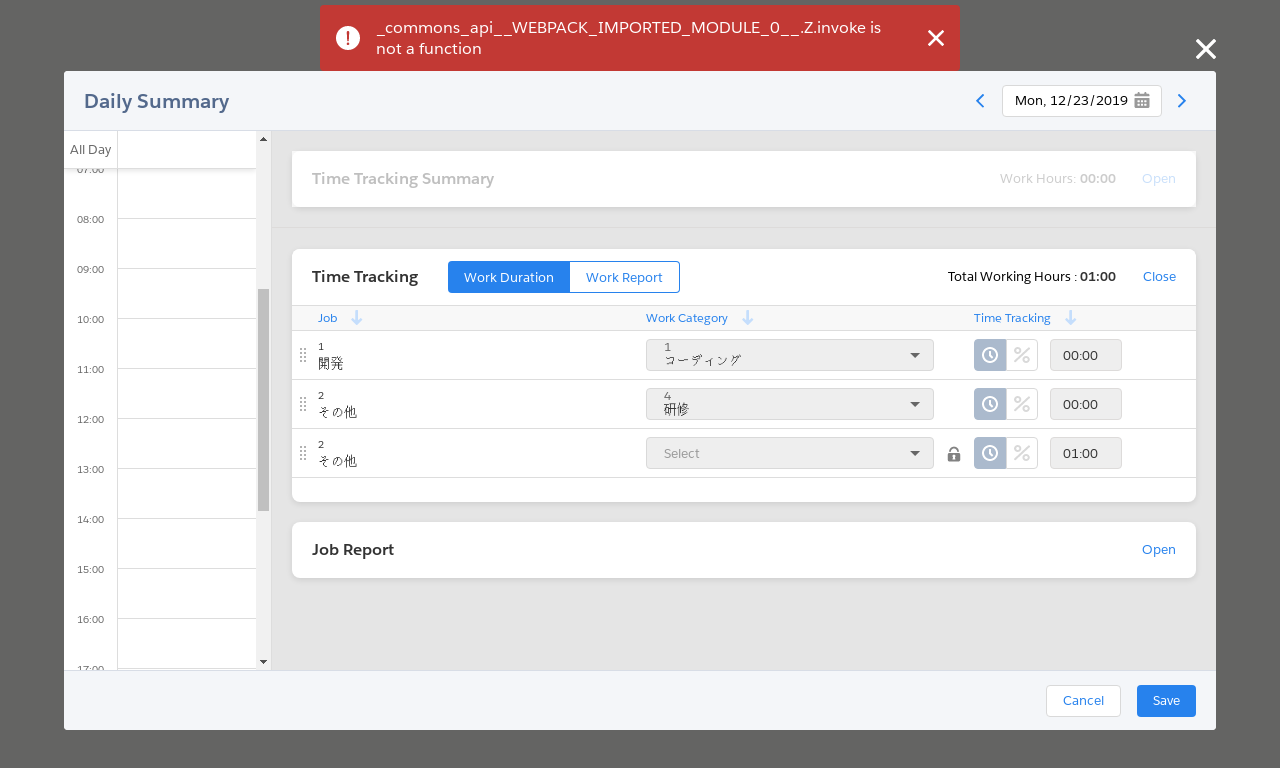 _commons_api__WEBPACK_IMPORTED_MODULE_0__.Z.invoke is
not a function
Daily Summary
Mon, 12/23/2019
All Day
07:00
08:00
09:00
10:00
11:00
12:00
13:00
14:00
15:00
16:00
17:00
Time Tracking Summary
Work Hours: 00:00
Open
Time Tracking
Work Duration
Work Report
Total Working Hours : 01:00
Close
Job
Work Category
Time Tracking
1
開発
1
コーディング
00:00
2
その他
4
研修
00:00
2
その他
Select
01:00
Job Report
Open
Cancel
Save